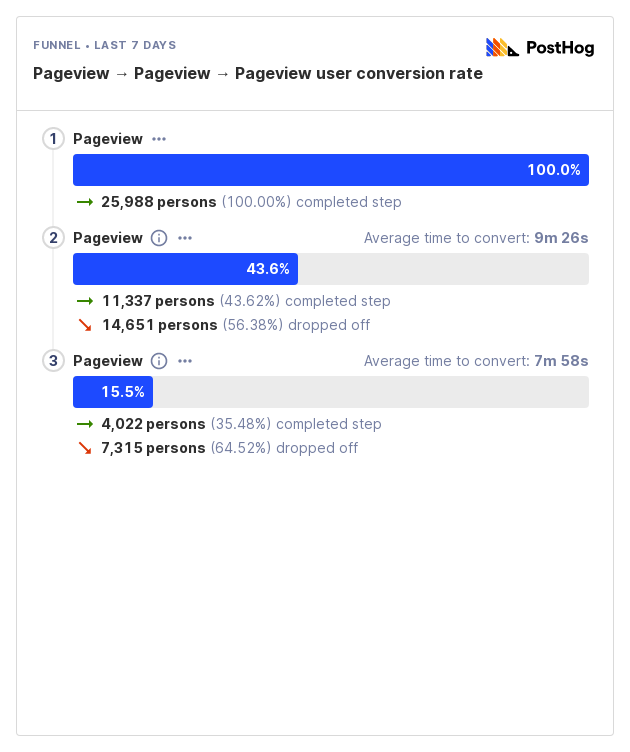 FUNNEL • LAST 7 DAYS
PostHog
Pageview → Pageview → Pageview user conversion rate
1 Pageview •••
100.0%
→ 25,988 persons (100.00%) completed step
2 Pageview ⓘ ••• Average time to convert: 9m 26s
43.6%
→ 11,337 persons (43.62%) completed step
↘ 14,651 persons (56.38%) dropped off
3 Pageview ⓘ ••• Average time to convert: 7m 58s
15.5%
→ 4,022 persons (35.48%) completed step
↘ 7,315 persons (64.52%) dropped off